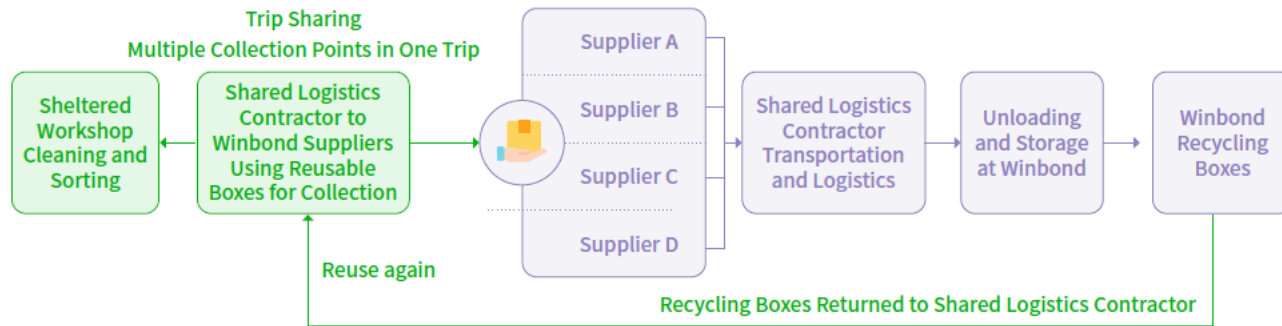 Trip Sharing
Multiple Collection Points in One Trip
Sheltered
Workshop
Cleaning and
Sorting
Shared Logistics
Contractor to
Winbond Suppliers
Using Reusable
Boxes for Collection
Supplier A
Supplier B
Supplier C
Supplier D
Shared Logistics
Contractor
Transportation
and Logistics
Unloading
and Storage
at Winbond
Winbond
Recycling
Boxes
Reuse again
Recycling Boxes Returned to Shared Logistics Contractor